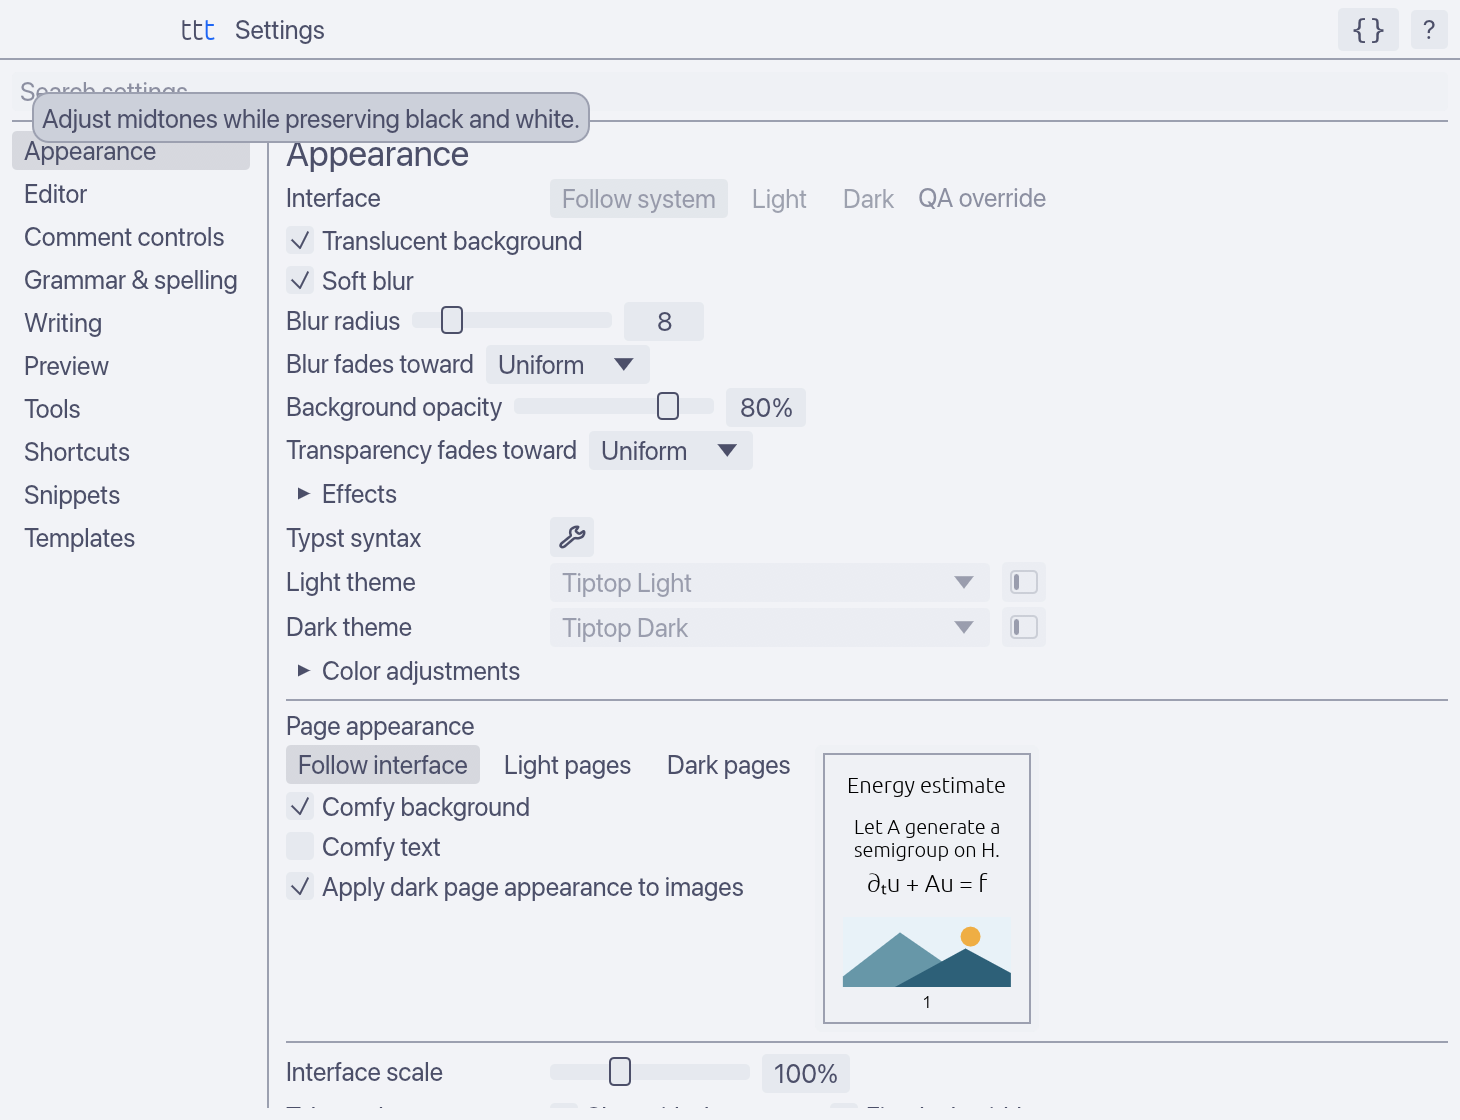 ttt Settings { } ?
Search settings
Adjust midtones while preserving black and white.
Appearance
Editor
Comment controls
Grammar & spelling
Writing
Preview
Tools
Shortcuts
Snippets
Templates
Appearance
Interface Follow system Light Dark QA override
Translucent background
Soft blur
Blur radius 8
Blur fades toward Uniform
Background opacity 80%
Transparency fades toward Uniform
Effects
Typst syntax
Light theme Tiptop Light
Dark theme Tiptop Dark
Color adjustments
Page appearance
Follow interface Light pages Dark pages
Comfy background
Comfy text
Apply dark page appearance to images
Energy estimate
Let A generate a
semigroup on H.
∂ₜu + Au = f
1
Interface scale 100%